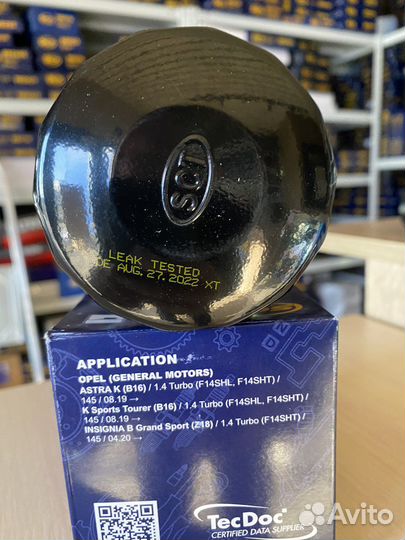 SCT
LEAK TESTED
DE AUG. 27. 2022 XT
APPLICATION
OPEL (GENERAL MOTORS)
ASTRA K (B16) / 1.4 Turbo (F14SHL, F14SHT) /
145 / 08.19 →
K Sports Tourer (B16) / 1.4 Turbo (F14SHL, F14SHT) /
145 / 08.19 →
INSIGNIA B Grand Sport (Z18) / 1.4 Turbo (F14SHT) /
145 / 04.20 →
TecDoc
CERTIFIED DATA SUPPLIER
Avito